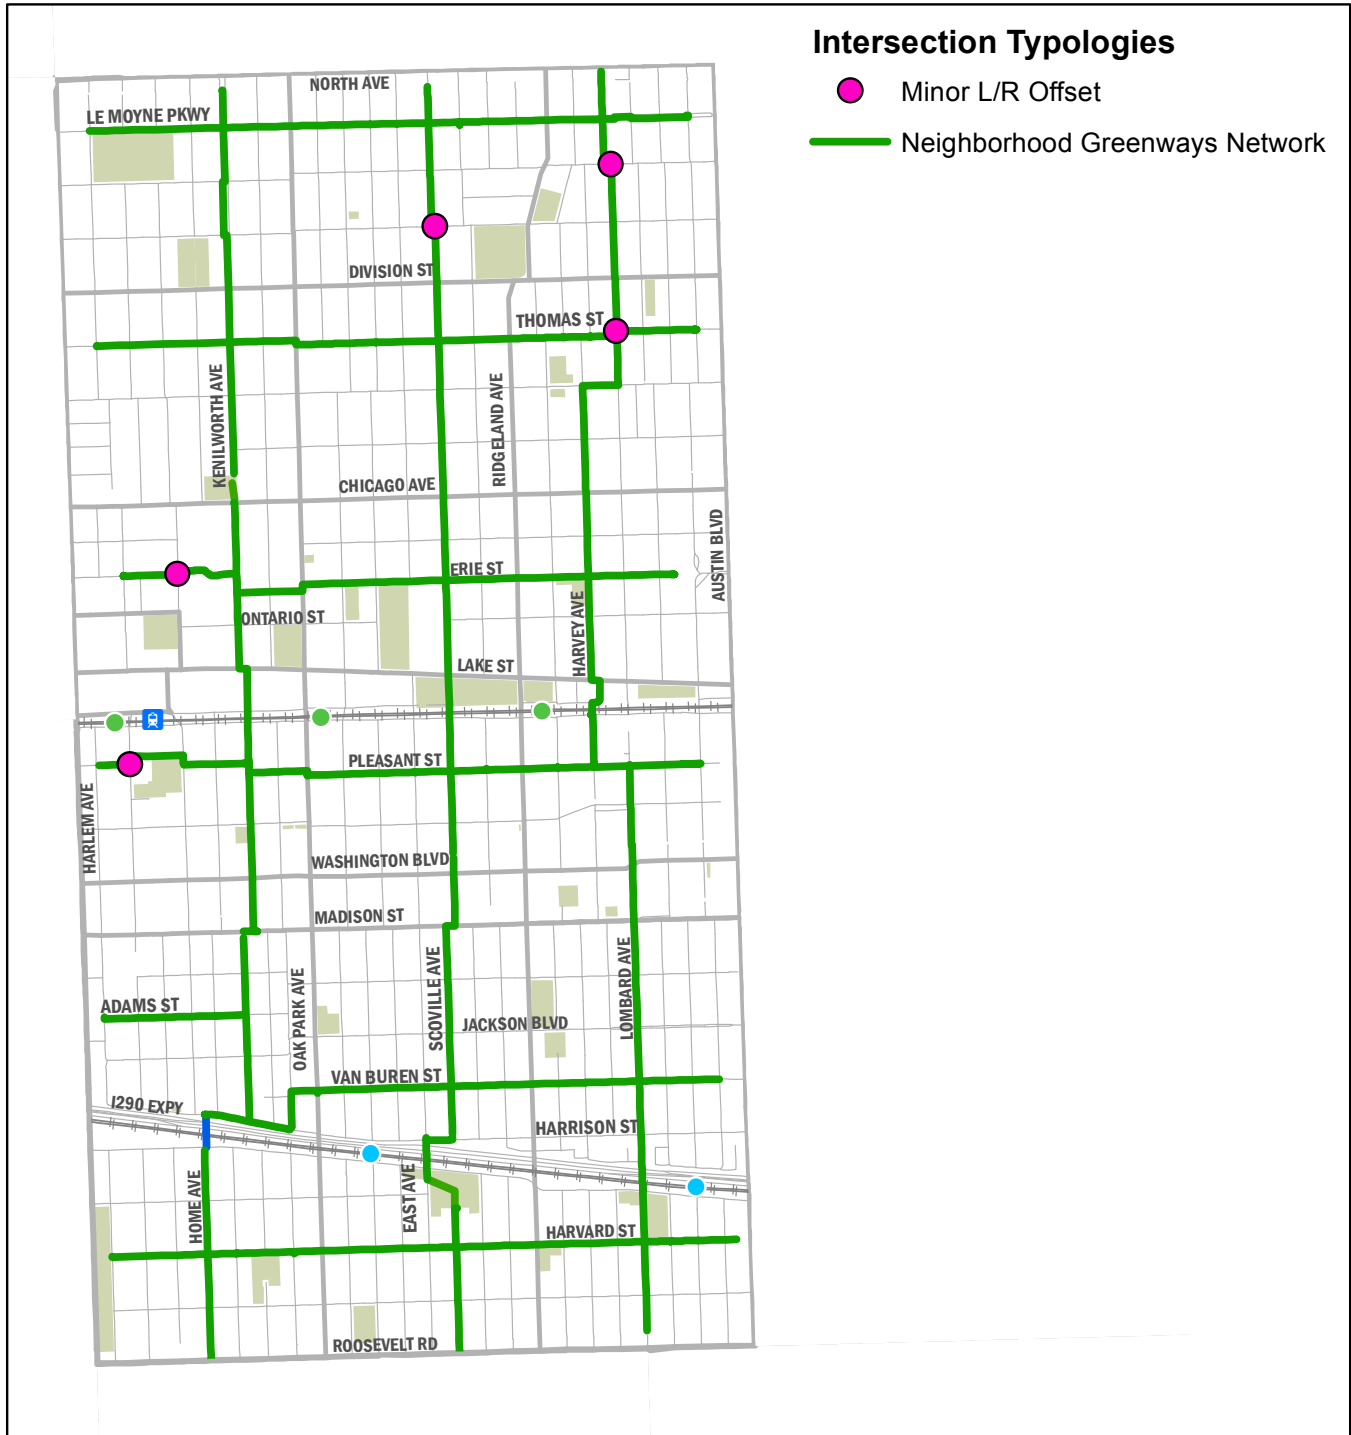 Intersection Typologies
Minor L/R Offset
Neighborhood Greenways Network
NORTH AVE
LE MOYNE PKWY
DIVISION ST
THOMAS ST
KENILWORTH AVE
RIDGELAND AVE
CHICAGO AVE
AUSTIN BLVD
ERIE ST
ONTARIO ST
HARVEY AVE
LAKE ST
PLEASANT ST
HARLEM AVE
WASHINGTON BLVD
MADISON ST
ADAMS ST
OAK PARK AVE
SCOVILLE AVE
LOMBARD AVE
JACKSON BLVD
VAN BUREN ST
I290 EXPY
HARRISON ST
HOME AVE
EAST AVE
HARVARD ST
ROOSEVELT RD